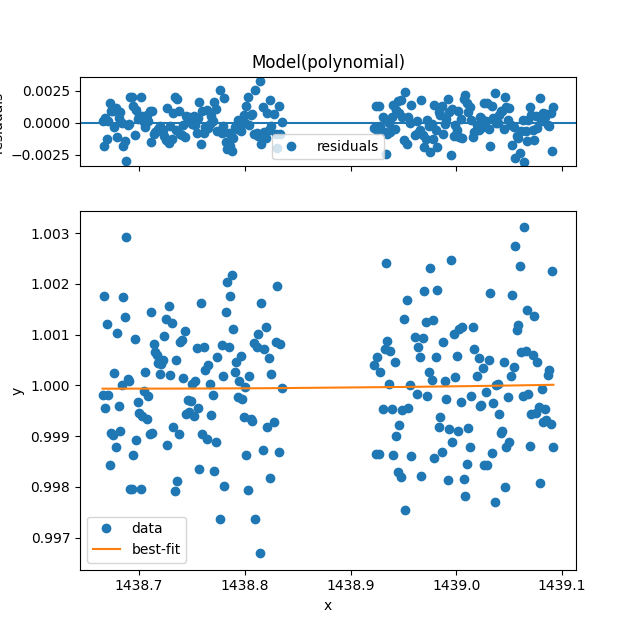 Model(polynomial)
0.0025
0.0000
−0.0025
residuals
residuals
1.003
1.002
1.001
1.000
0.999
0.998
0.997
y
data
best-fit
1438.7 1438.8 1438.9 1439.0 1439.1
x